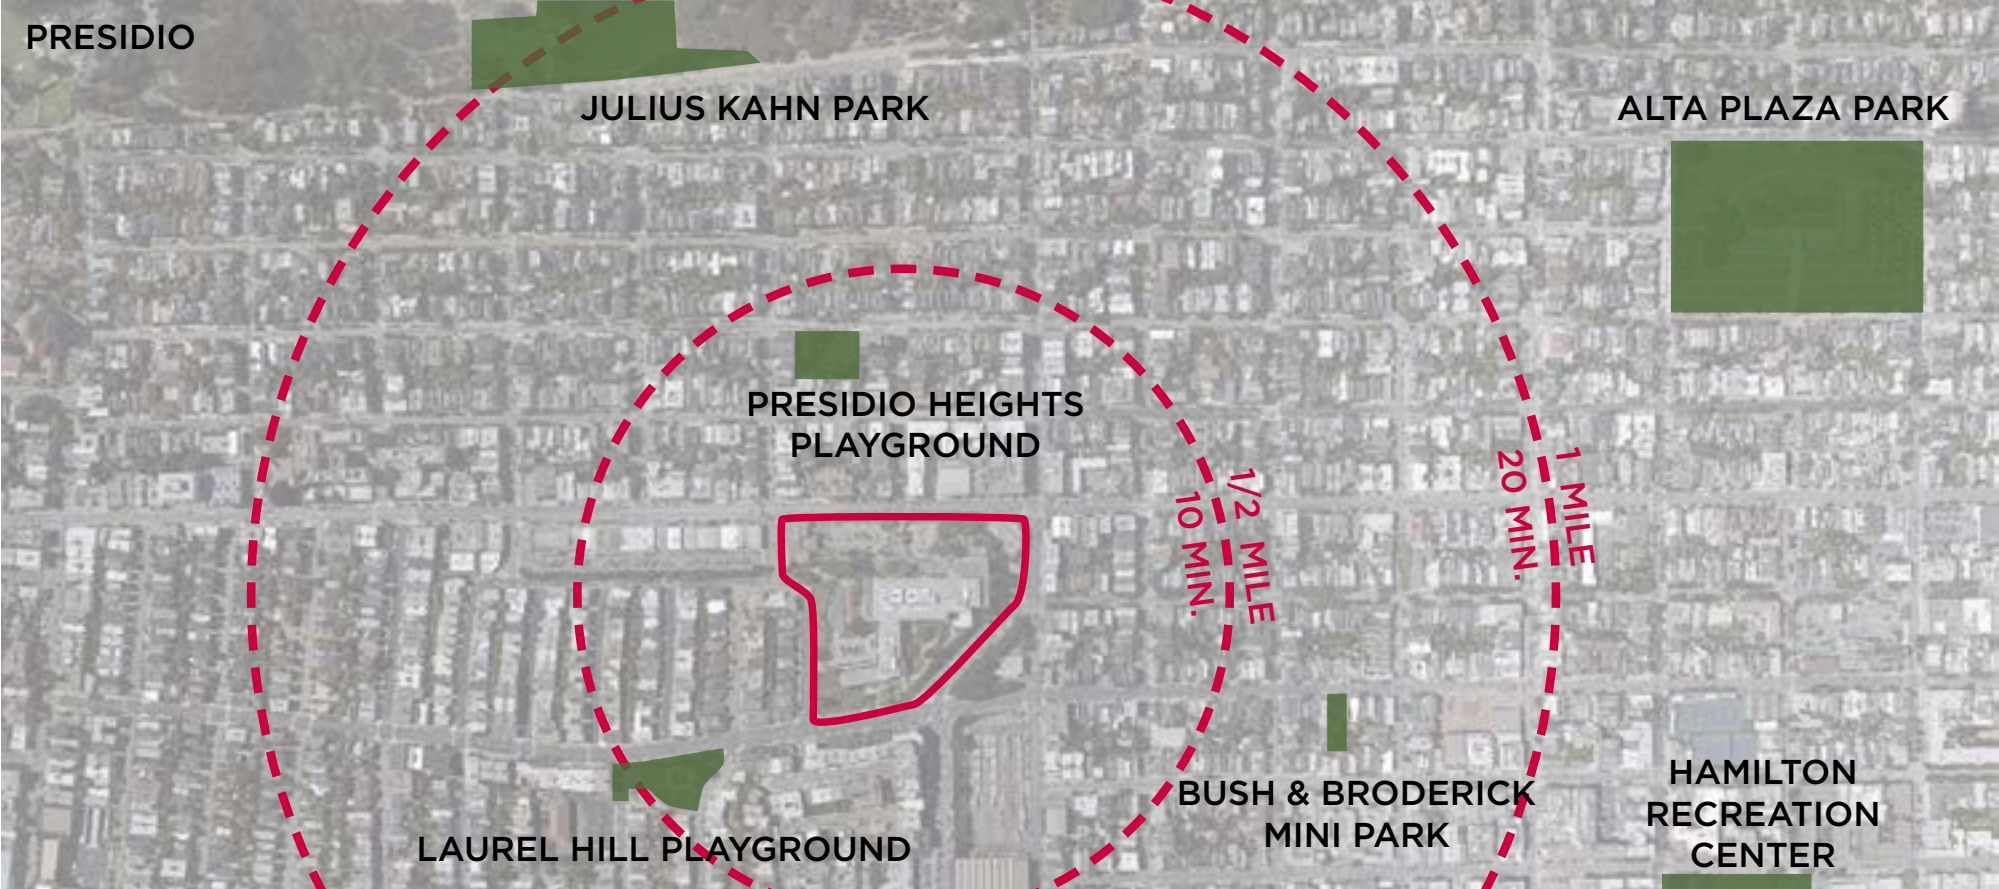 PRESIDIO
JULIUS KAHN PARK
ALTA PLAZA PARK
PRESIDIO HEIGHTS
PLAYGROUND
1/2 MILE
10 MIN.
1 MILE
20 MIN.
BUSH & BRODERICK
MINI PARK
HAMILTON
RECREATION
CENTER
LAUREL HILL PLAYGROUND